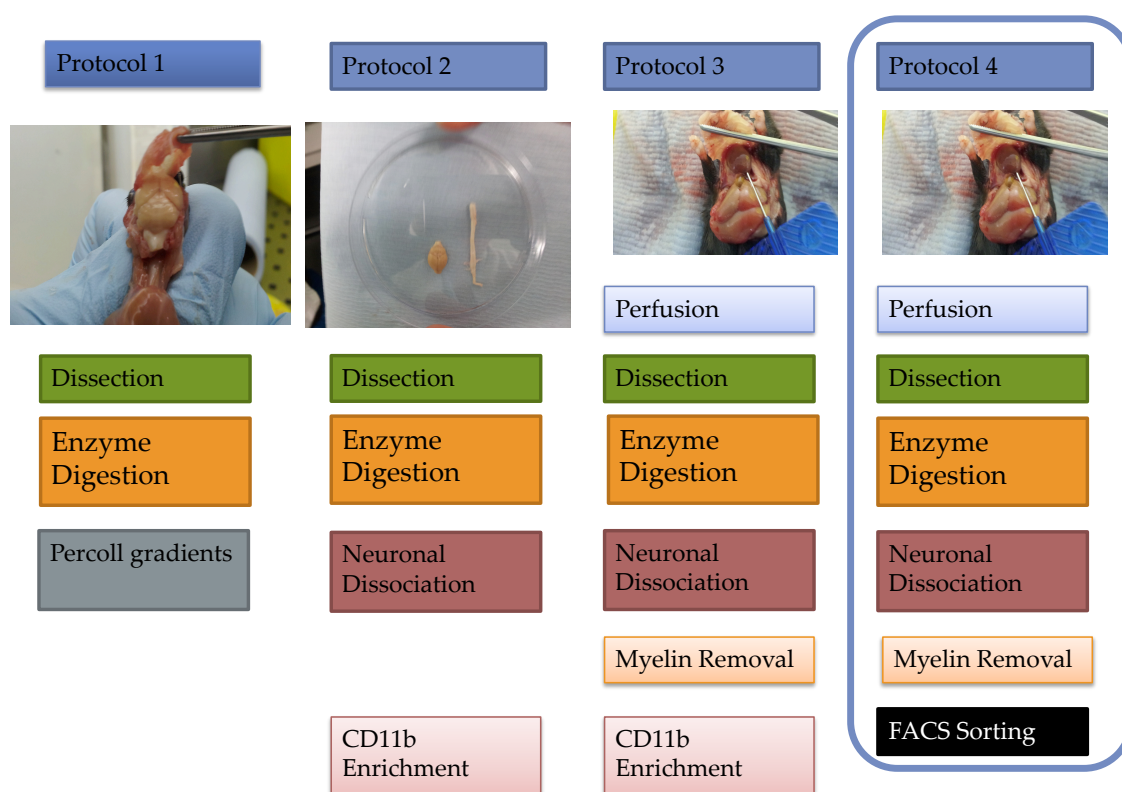 Protocol 1
Protocol 2
Protocol 3
Protocol 4
Perfusion
Perfusion
Dissection
Dissection
Dissection
Dissection
Enzyme
Digestion
Enzyme
Digestion
Enzyme
Digestion
Enzyme
Digestion
Percoll gradients
Neuronal
Dissociation
Neuronal
Dissociation
Neuronal
Dissociation
Myelin Removal
Myelin Removal
CD11b
Enrichment
CD11b
Enrichment
FACS Sorting